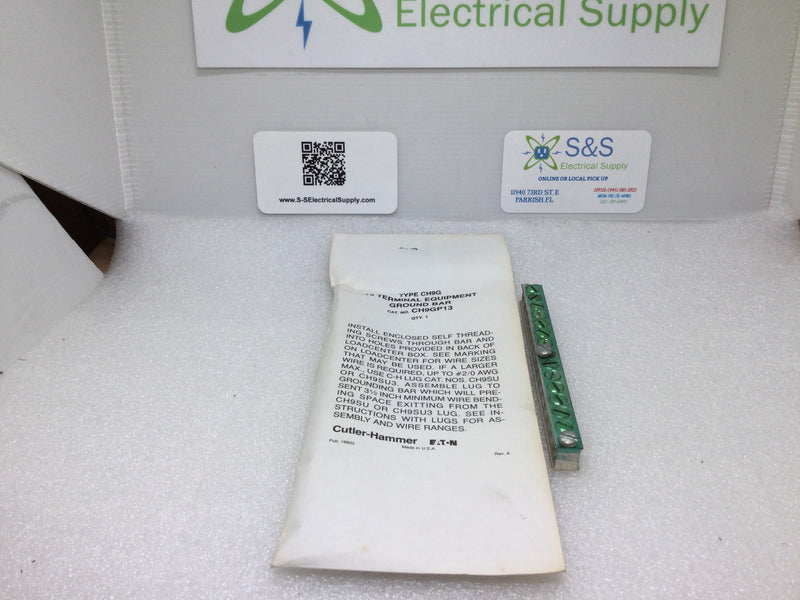 Electrical Supply
www.S-SElectricalSupply.com
S&S
Electrical Supply
ONLINE OR LOCAL PICK UP
11940 73RD ST E
PARRISH FL
TYPE CH9G
TERMINAL EQUIPMENT
GROUND BAR
CAT. NO. CH9GP13
QTY. 1
INSTALL ENCLOSED SELF THREAD-
ING SCREWS THROUGH BAR AND
INTO HOLES PROVIDED IN BACK OF
LOADCENTER BOX. SEE MARKING
ON LOADCENTER FOR WIRE SIZES
THAT MAY BE USED. IF A LARGER
WIRE IS REQUIRED, UP TO #2/0 AWG
MAX., USE C-H LUG CAT. NOS. CH9SU
OR CH9SU3. ASSEMBLE LUG TO
GROUNDING BAR WHICH WILL PRE-
SENT 3½ INCH MINIMUM WIRE BEND-
ING SPACE EXITTING FROM THE
CH9SU OR CH9SU3 LUG. SEE IN-
STRUCTIONS WITH LUGS FOR AS-
SEMBLY AND WIRE RANGES.
Cutler-Hammer EATON
Pub. 16602 Made in U.S.A. Rev. A